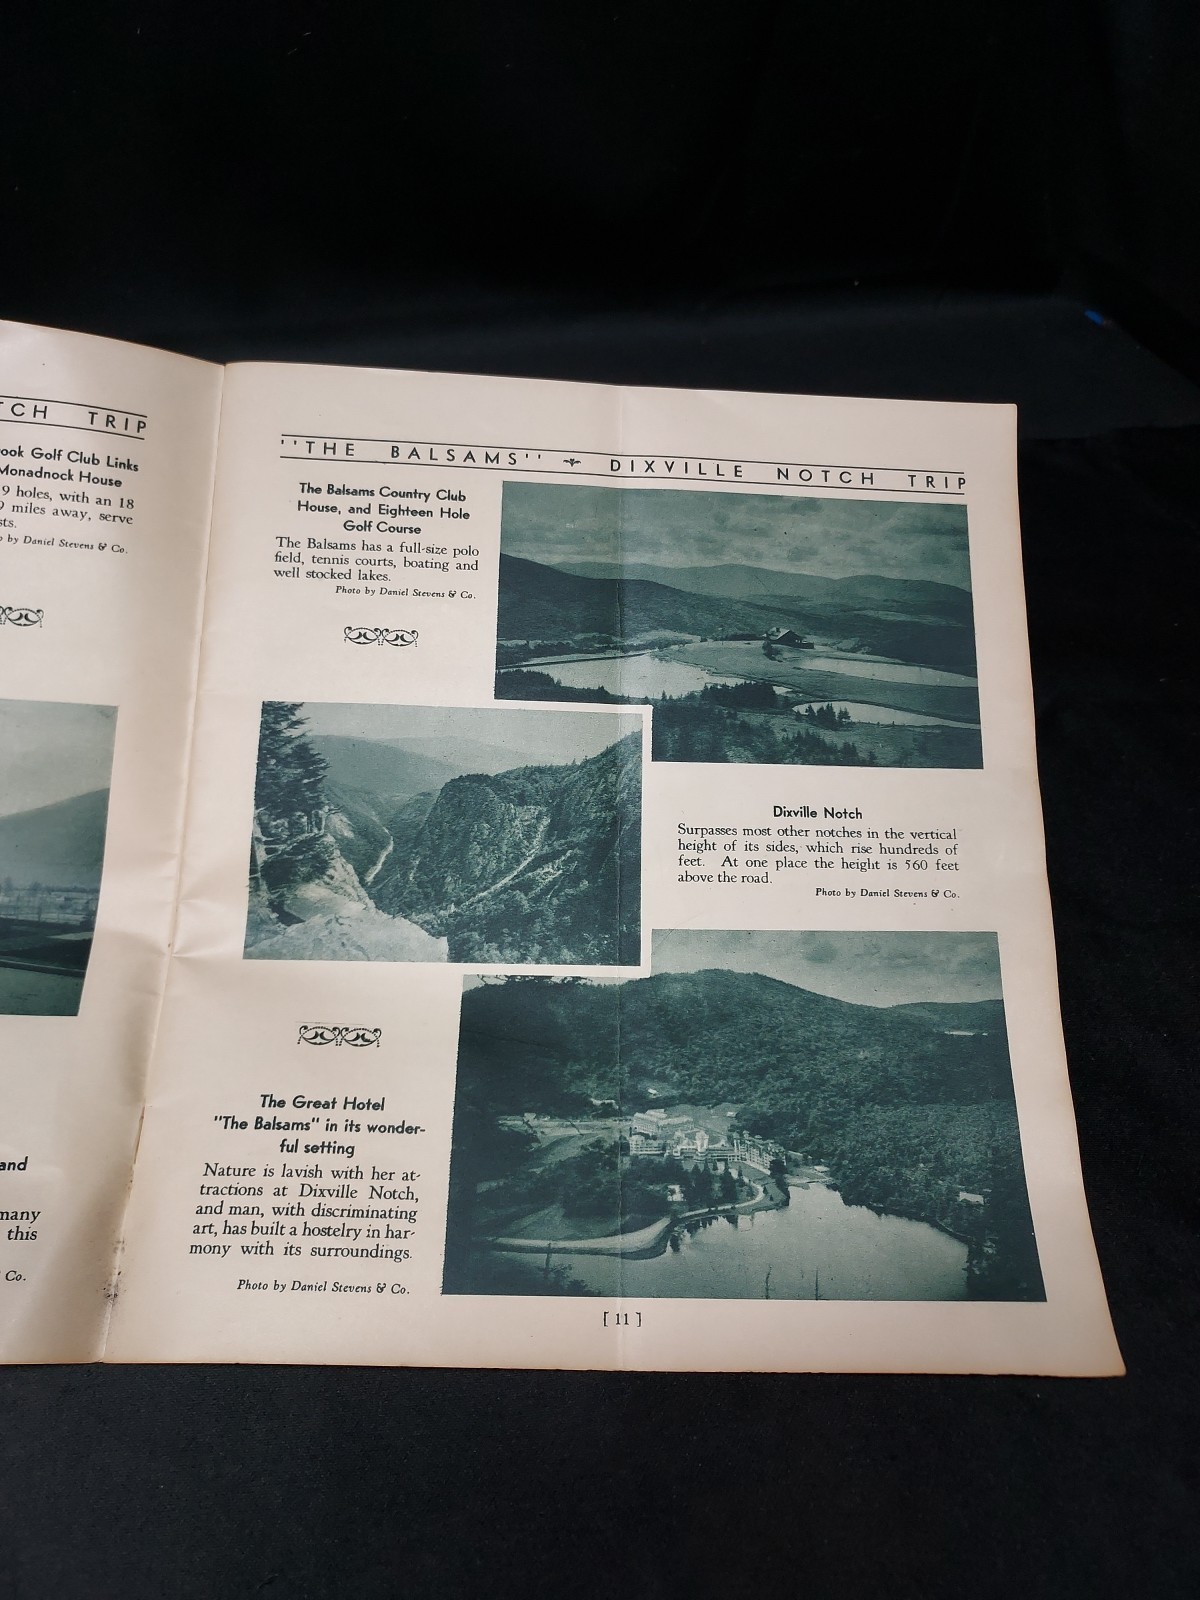 TCH TRIP
ook Golf Club Links
Monadnock House
9 holes, with an 18
9 miles away, serve
sts.
by Daniel Stevens & Co.
and
many
this
Co.
''THE BALSAMS'' DIXVILLE NOTCH TRIP
The Balsams Country Club
House, and Eighteen Hole
Golf Course
The Balsams has a full-size polo
field, tennis courts, boating and
well stocked lakes.
Photo by Daniel Stevens & Co.
Dixville Notch
Surpasses most other notches in the vertical
height of its sides, which rise hundreds of
feet. At one place the height is 560 feet
above the road.
Photo by Daniel Stevens & Co.
The Great Hotel
"The Balsams" in its wonder-
ful setting
Nature is lavish with her at-
tractions at Dixville Notch,
and man, with discriminating
art, has built a hostelry in har-
mony with its surroundings.
Photo by Daniel Stevens & Co.
[ 11 ]